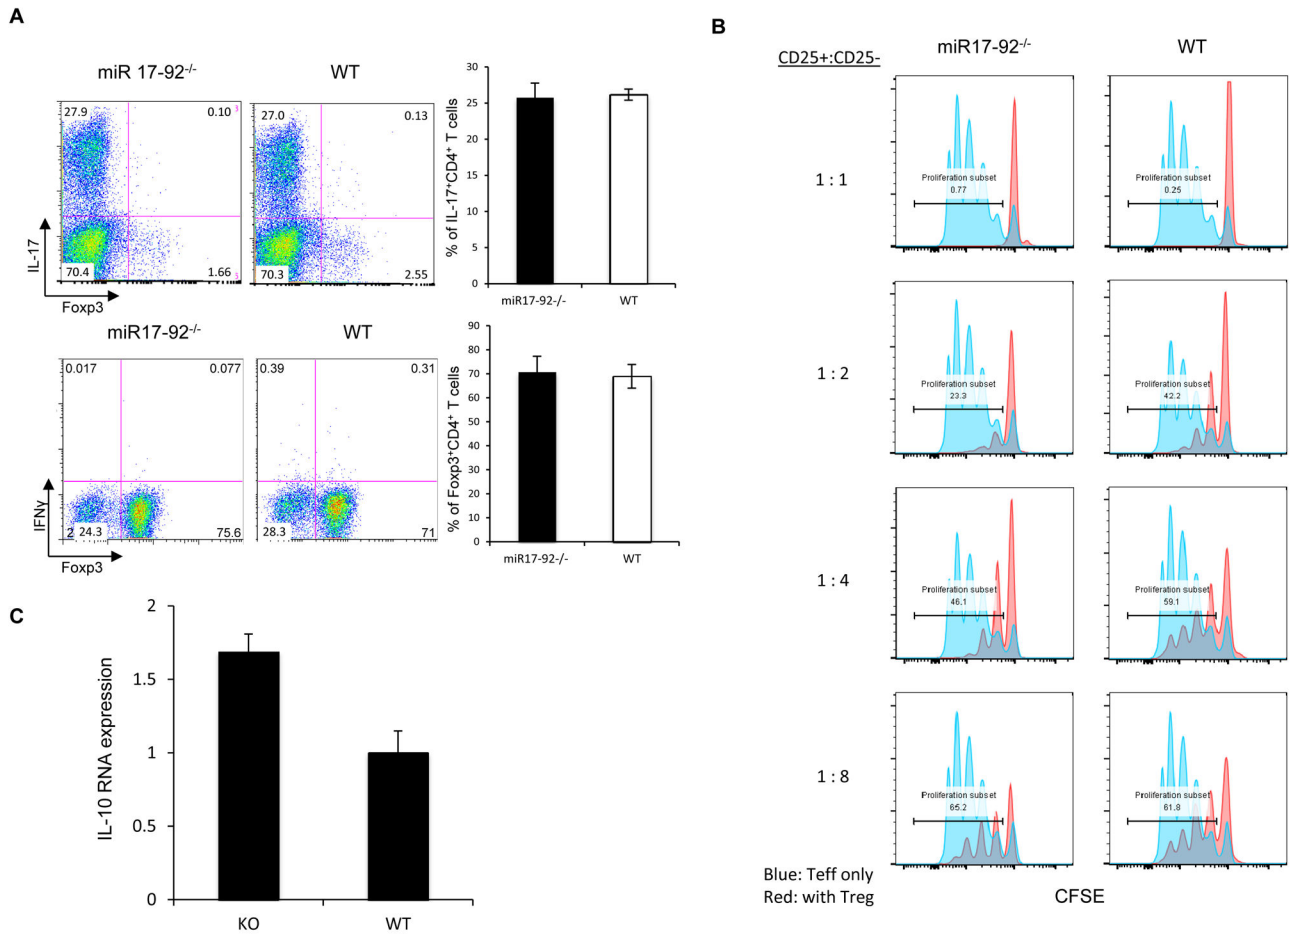 A
miR 17-92-/-
WT
27.9
0.10
3
70.4
1.66
3
27.0
0.13
70.3
2.55
IL-17
Foxp3
% of IL-17+CD4+ T cells
30
25
20
15
10
5
0
miR17-92-/-
WT
miR17-92-/-
WT
0.017
0.077
2
24.3
75.6
0.39
0.31
28.3
71
IFNγ
Foxp3
% of Foxp3+CD4+ T cells
90
80
70
60
50
40
30
20
10
0
miR17-92-/-
WT
B
CD25+:CD25-
miR17-92-/-
WT
1 : 1
Proliferation subset
0.77
Proliferation subset
0.25
1 : 2
Proliferation subset
23.3
Proliferation subset
42.2
1 : 4
Proliferation subset
46.1
Proliferation subset
59.1
1 : 8
Proliferation subset
65.2
Proliferation subset
61.8
Blue: Teff only
Red: with Treg
CFSE
C
IL-10 RNA expression
2
1.5
1
0.5
0
KO
WT